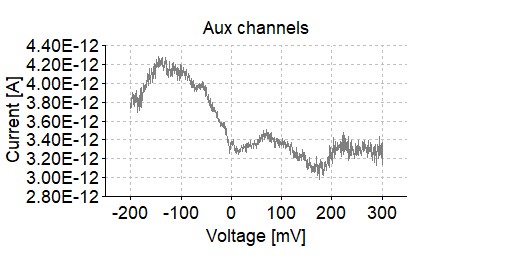 Aux channels
4.40E-12
4.20E-12
4.00E-12
3.80E-12
3.60E-12
3.40E-12
3.20E-12
3.00E-12
2.80E-12
Current [A]
-200 -100 0 100 200 300
Voltage [mV]